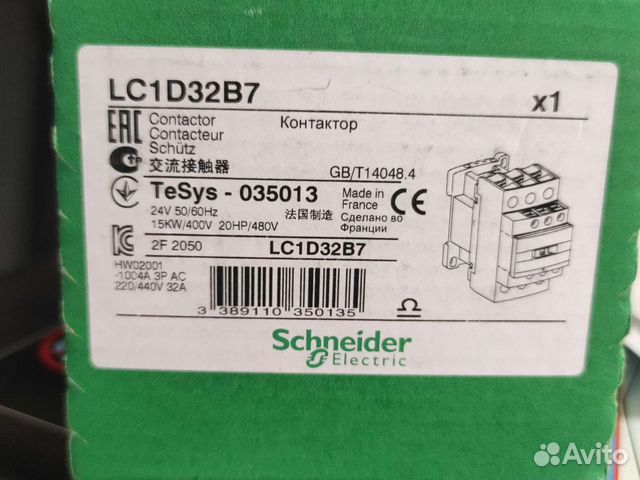 LC1D32B7
x1
EAC
Contactor
Контактор
Contacteur
Schütz
交流接触器
GB/T14048.4
TeSys - 035013
Made in
France
CE
24V 50/60Hz
法国制造
Сделано во
Франции
15KW/400V 20HP/480V
2F 2050
LC1D32B7
HW02001
-1004A 3P AC
220/440V 32A
3 389110 350135
Schneider
Electric
Avito